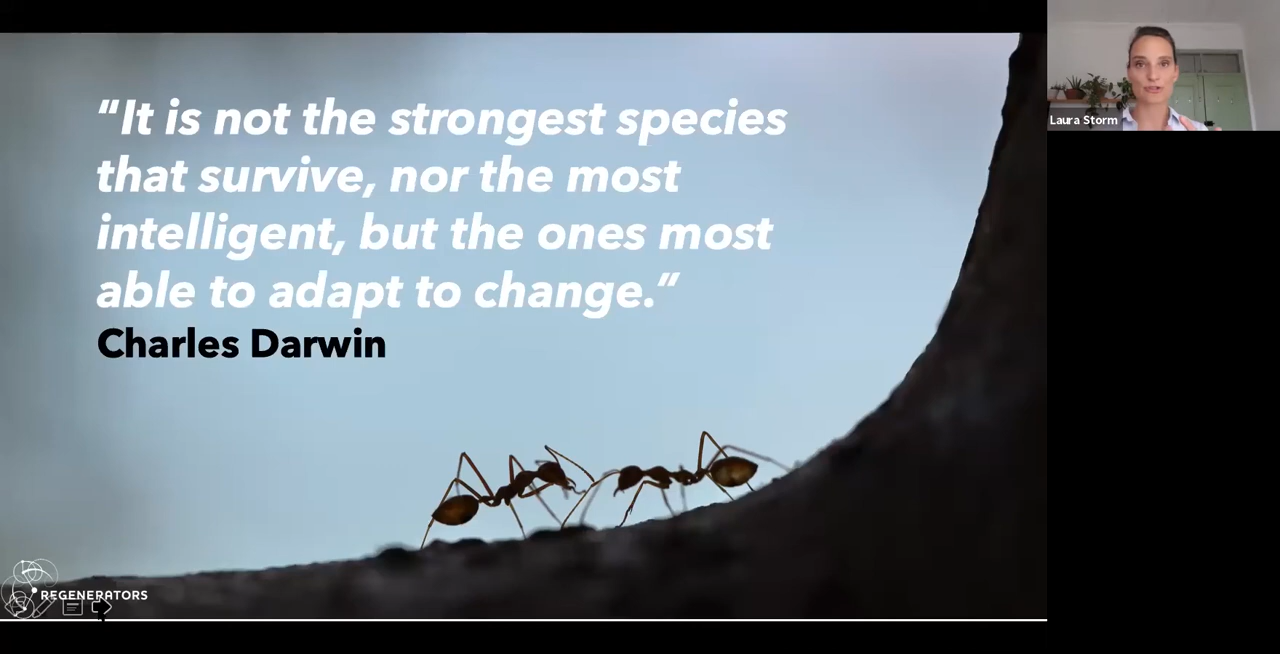 “It is not the strongest species
that survive, nor the most
intelligent, but the ones most
able to adapt to change.”
Charles Darwin
Laura Storm
REGENERATORS